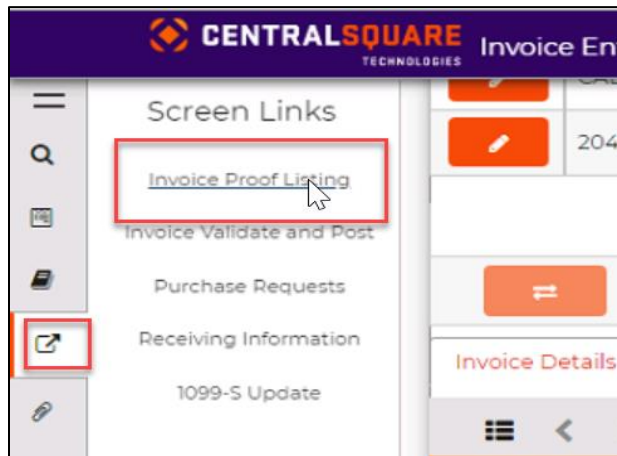 CENTRALSQUARE
TECHNOLOGIES
Invoice En
Screen Links
204
Invoice Proof Listing
Invoice Validate and Post
Purchase Requests
Receiving Information
Invoice Details
1099-S Update